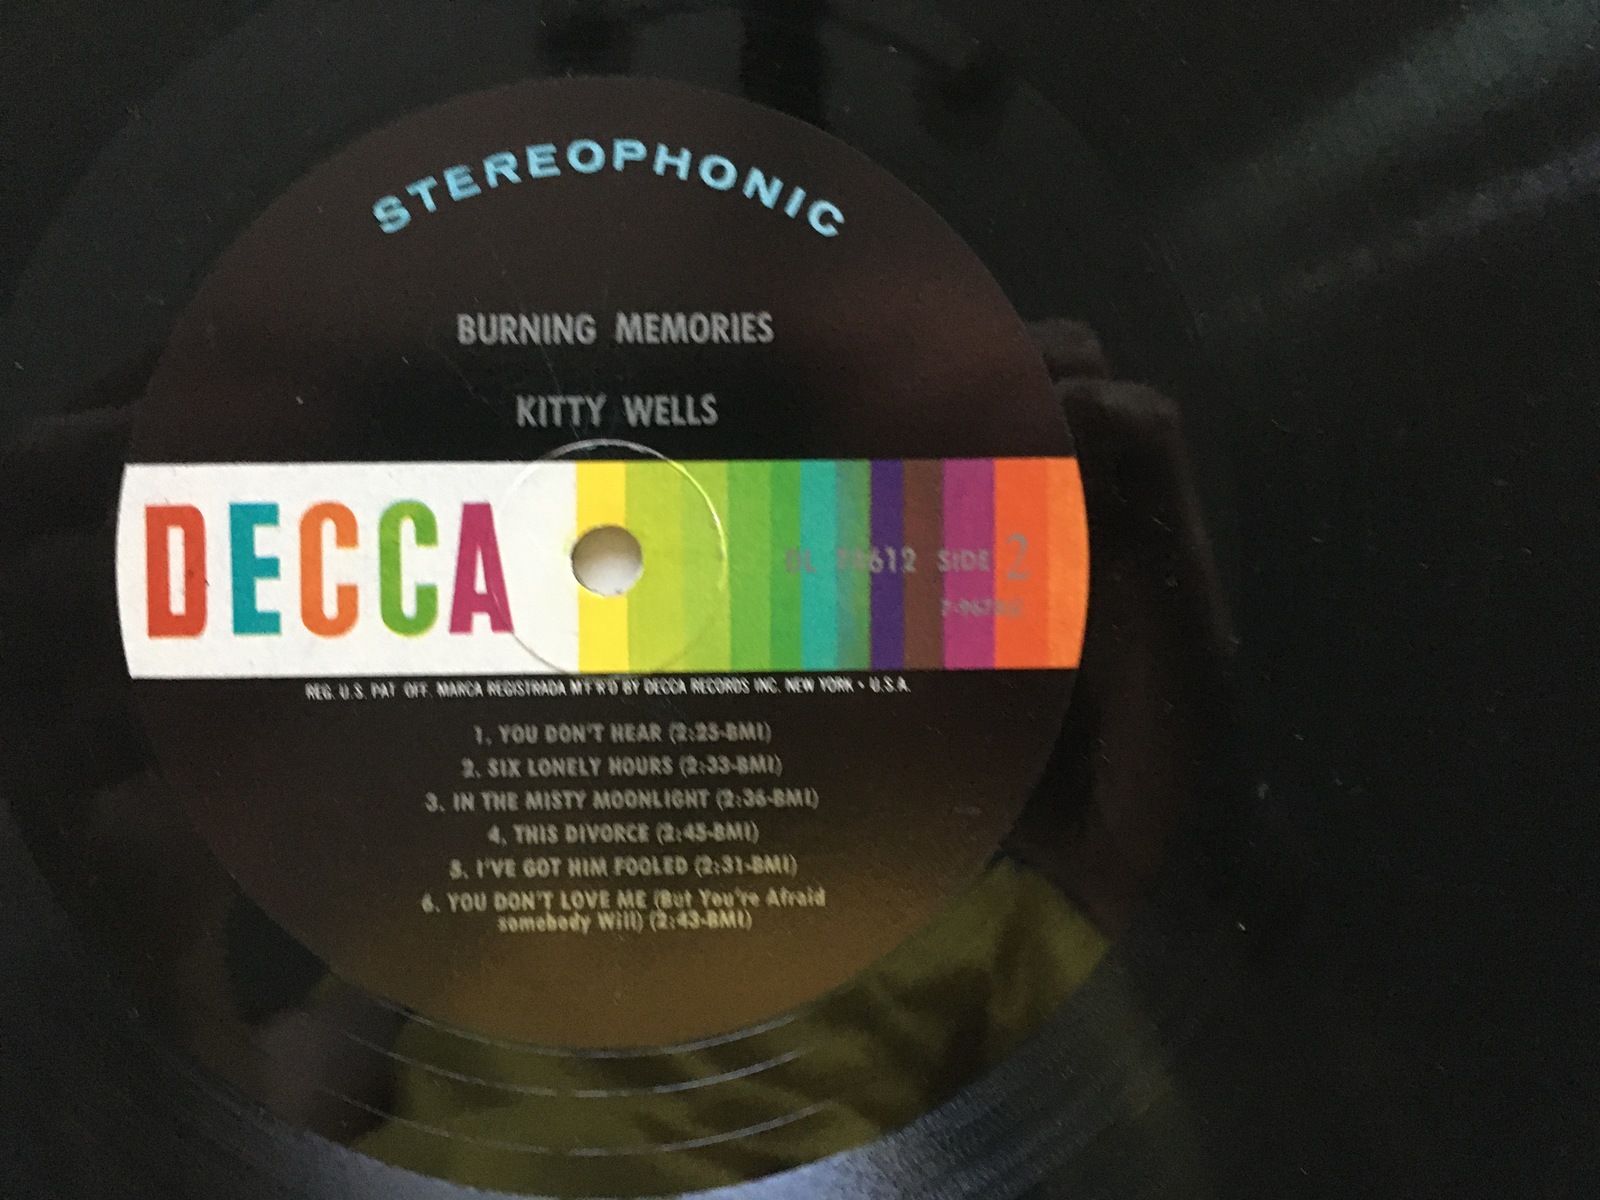 STEREOPHONIC
BURNING MEMORIES
KITTY WELLS
DECCA
DL 74612 SIDE 2
REG. U.S. PAT. OFF. MARCA REGISTRADA M'F'R'D BY DECCA RECORDS INC. NEW YORK • U.S.A.
1. YOU DON'T HEAR (2:25-BMI)
2. SIX LONELY HOURS (2:33-BMI)
3. IN THE MISTY MOONLIGHT (2:36-BMI)
4. THIS DIVORCE (2:45-BMI)
5. I'VE GOT HIM FOOLED (2:31-BMI)
6. YOU DON'T LOVE ME (But You're Afraid
somebody Will) (2:43-BMI)